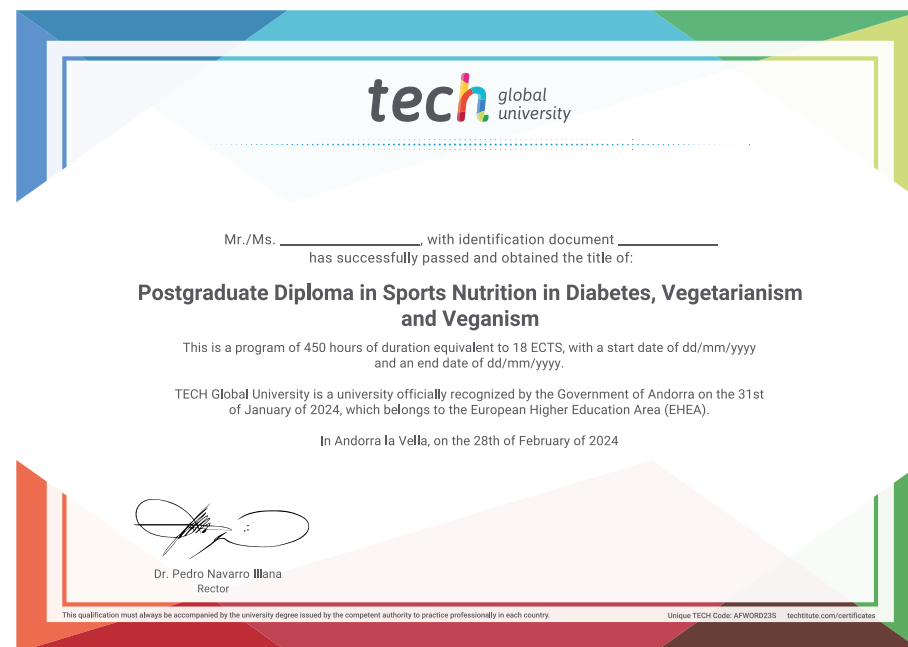 tech global
university
Mr./Ms. ____________, with identification document ____________
has successfully passed and obtained the title of:
Postgraduate Diploma in Sports Nutrition in Diabetes, Vegetarianism
and Veganism
This is a program of 450 hours of duration equivalent to 18 ECTS, with a start date of dd/mm/yyyy
and an end date of dd/mm/yyyy.
TECH Global University is a university officially recognized by the Government of Andorra on the 31st
of January of 2024, which belongs to the European Higher Education Area (EHEA).
In Andorra la Vella, on the 28th of February of 2024
Dr. Pedro Navarro Illana
Rector
This qualification must always be accompanied by the university degree issued by the competent authority to practice professionally in each country. Unique TECH Code: AFWORD23S techtitute.com/certificates